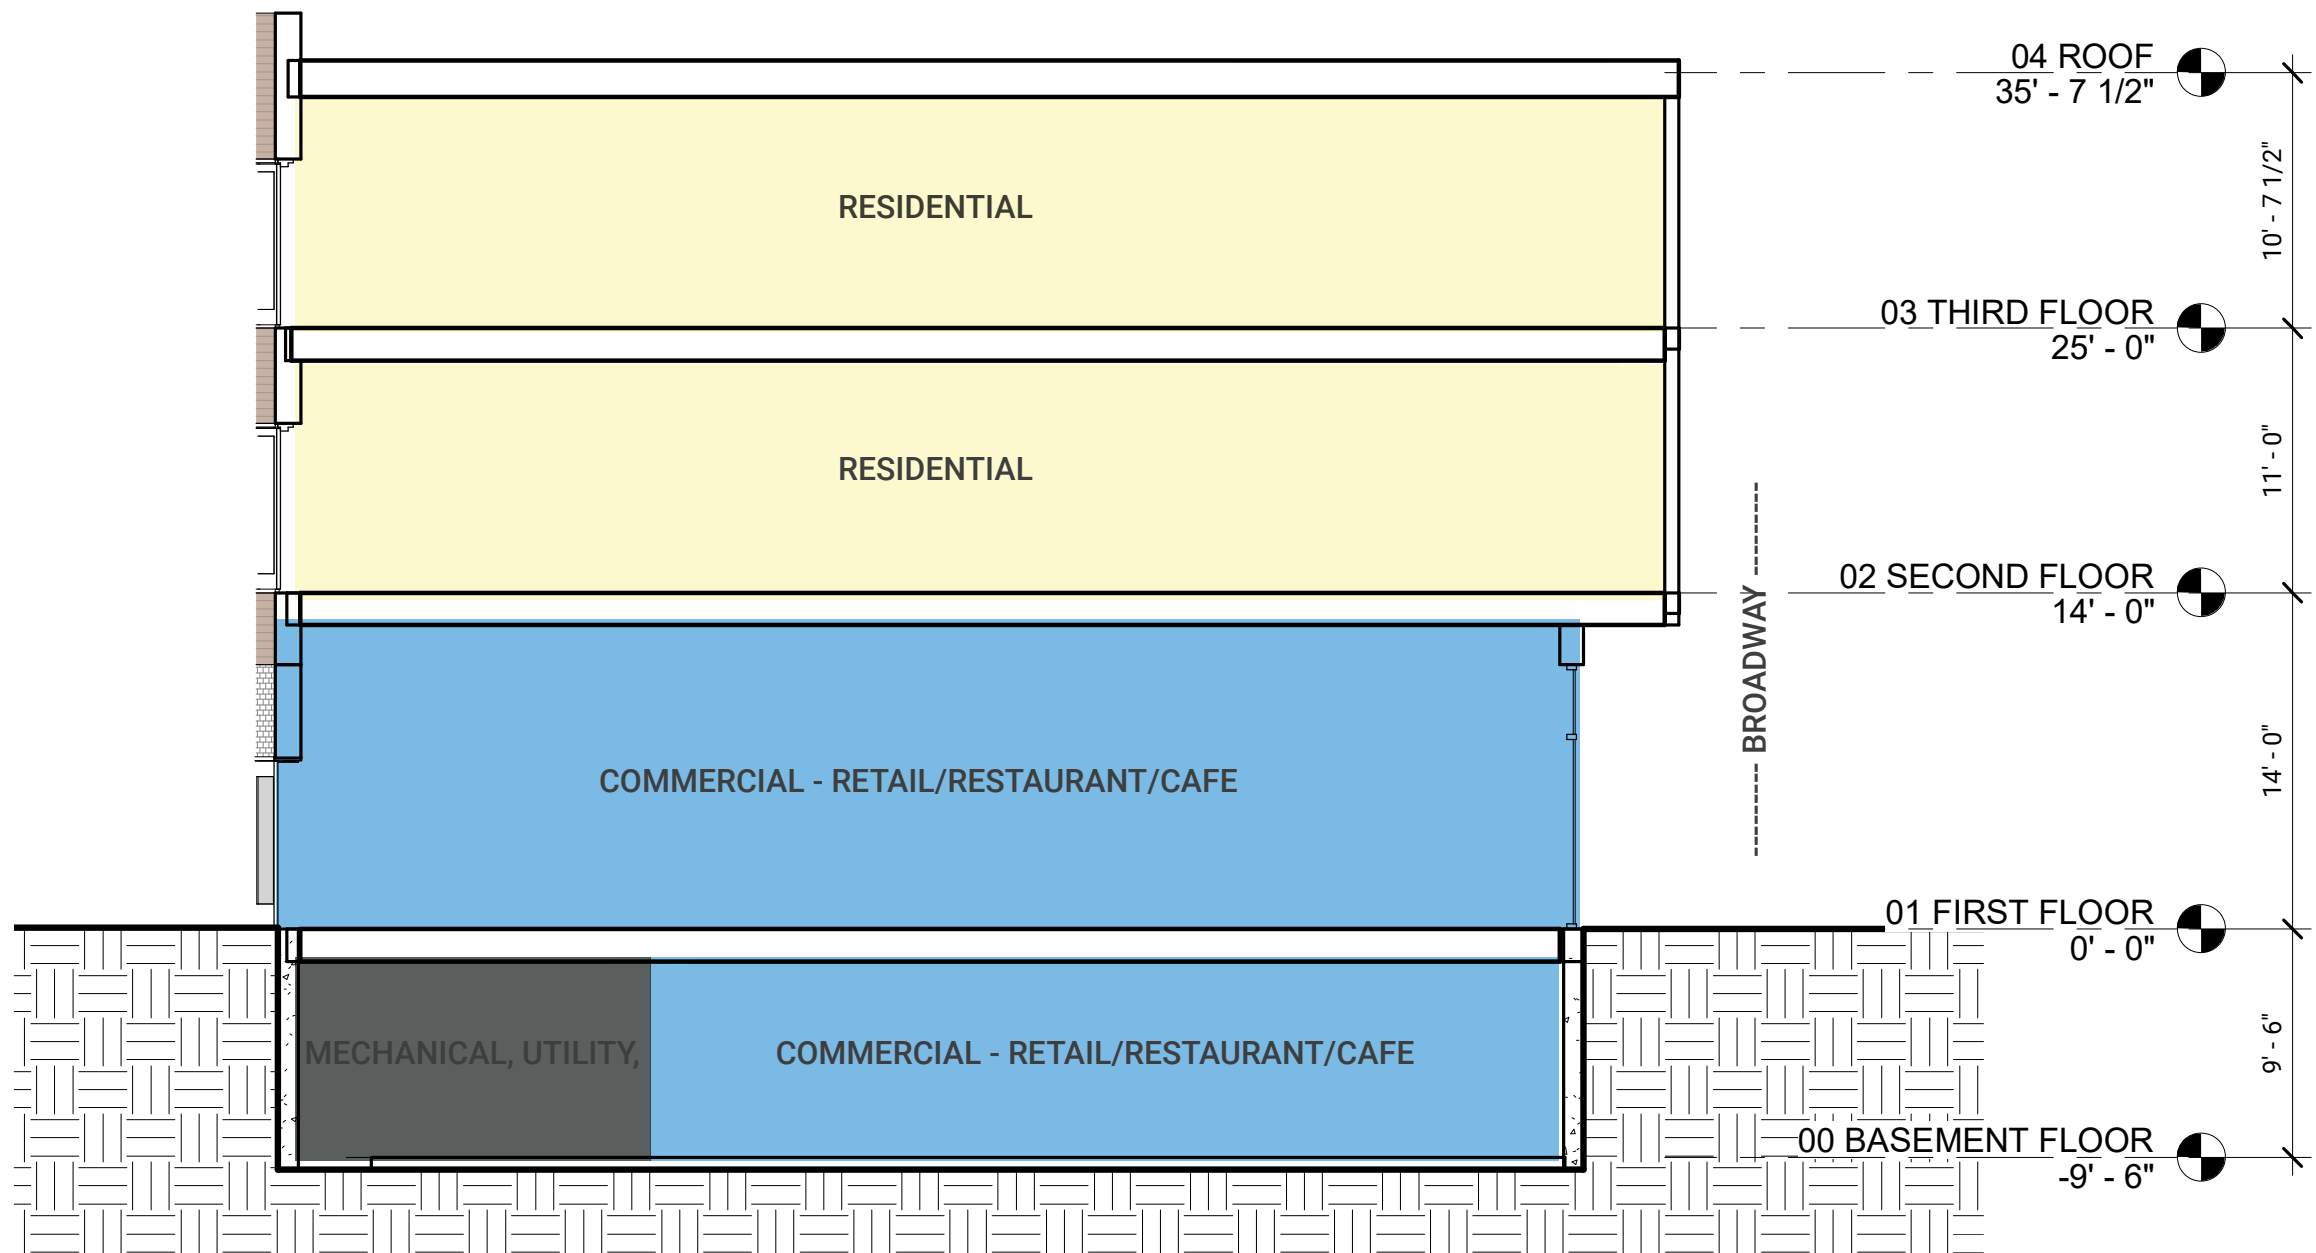 04 ROOF
35' - 7 1/2"
10' - 7 1/2"
RESIDENTIAL
03 THIRD FLOOR
25' - 0"
11' - 0"
RESIDENTIAL
02 SECOND FLOOR
14' - 0"
BROADWAY
14' - 0"
COMMERCIAL - RETAIL/RESTAURANT/CAFE
01 FIRST FLOOR
0' - 0"
9' - 6"
MECHANICAL, UTILITY,
COMMERCIAL - RETAIL/RESTAURANT/CAFE
00 BASEMENT FLOOR
-9' - 6"